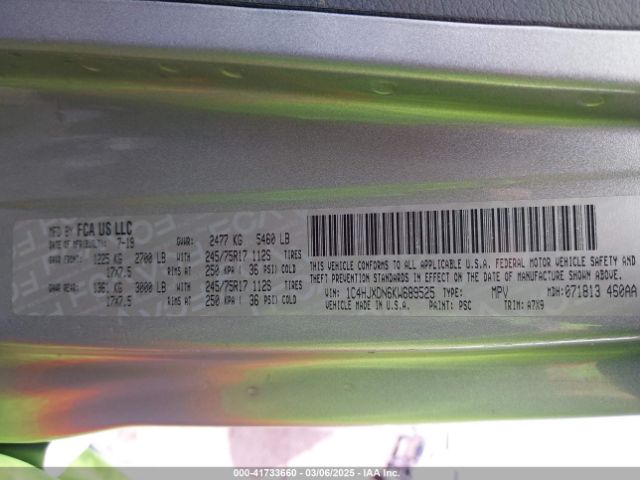 MFD BY FCA US LLC
DATE OF MFR(BUILT): 7-19 GVWR: 2477 KG 5460 LB
GAWR FRONT: 1225 KG 2700 LB WITH 245/75R17 112S TIRES
17X7.5 RIMS AT 250 KPA ( 36 PSI) COLD
GAWR REAR: 1361 KG 3000 LB WITH 245/75R17 112S TIRES
17X7.5 RIMS AT 250 KPA ( 36 PSI) COLD
THIS VEHICLE CONFORMS TO ALL APPLICABLE U.S.A. FEDERAL MOTOR VEHICLE SAFETY AND
THEFT PREVENTION STANDARDS IN EFFECT ON THE DATE OF MANUFACTURE SHOWN ABOVE.
VIN: 1C4HJXDN6KW689525 TYPE: MPV MDH: 071813 460AA
VEHICLE MADE IN U.S.A. PAINT: PSC TRIM: A7X9
000-41733660 - 03/06/2025 - IAAI.com